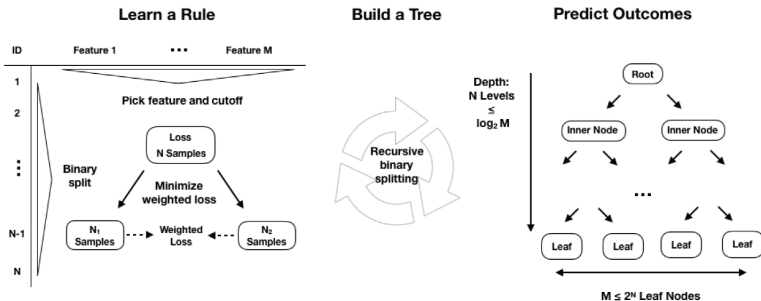 Learn a Rule
Build a Tree
Predict Outcomes
ID Feature 1 ... Feature M
1
2
...
N-1
N
Pick feature and cutoff
Loss
N Samples
Binary
split
Minimize
weighted loss
N₁
Samples
Weighted
Loss
N₂
Samples
Recursive
binary
splitting
Depth:
N Levels
≤
log₂ M
Root
Inner Node Inner Node
...
Leaf Leaf Leaf Leaf
M ≤ 2ᴺ Leaf Nodes